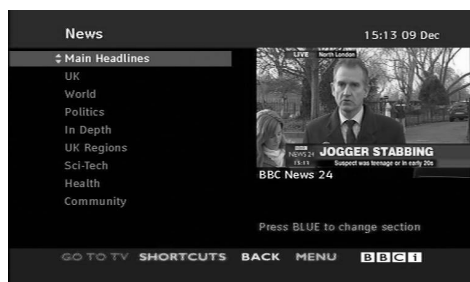 News
15:13 09 Dec
Main Headlines
UK
World
Politics
In Depth
UK Regions
Sci-Tech
Health
Community
LIVE North London
BBC
NEWS 24
15:13
JOGGER STABBING
Suspect was teenage or in early 20s
BBC News 24
Press BLUE to change section
GO TO TV SHORTCUTS BACK MENU BBCi